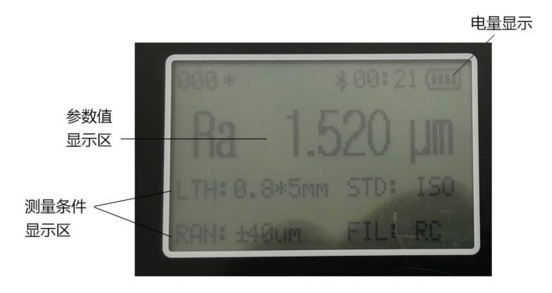 电量显示
000* 00:21
参数值
显示区
Ra 1.520 µm
LTH:0.8*5mm STD: ISO
测量条件
显示区
RAN: ±40um FIL: RC